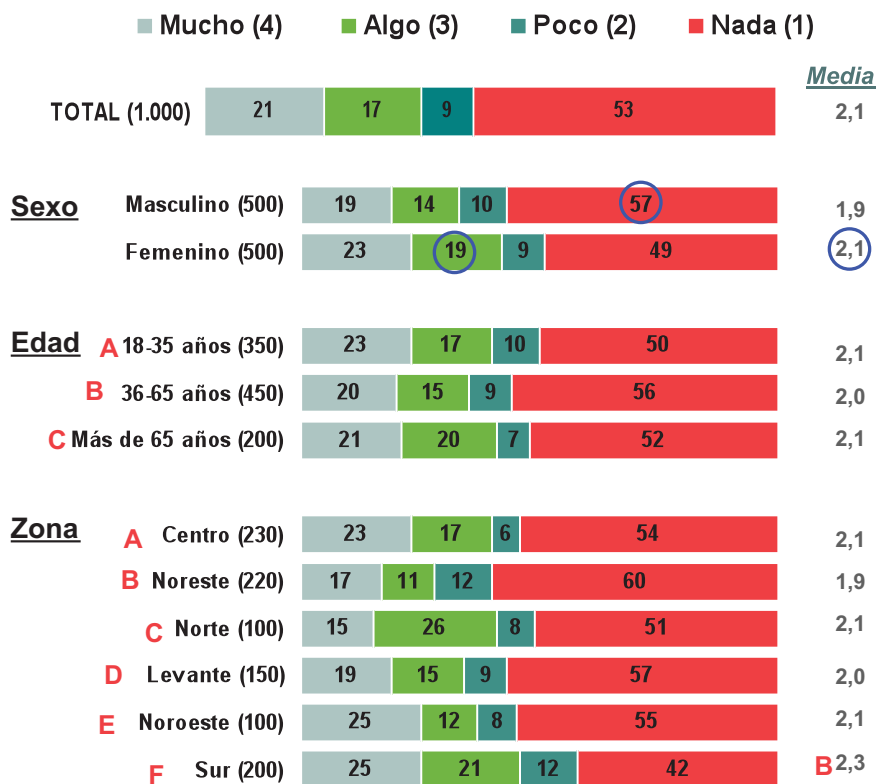 Mucho (4) Algo (3) Poco (2) Nada (1)
Media
TOTAL (1.000) 21 17 9 53 2,1
Sexo Masculino (500) 19 14 10 57 1,9
Femenino (500) 23 19 9 49 2,1
Edad A 18-35 años (350) 23 17 10 50 2,1
B 36-65 años (450) 20 15 9 56 2,0
C Más de 65 años (200) 21 20 7 52 2,1
Zona
A Centro (230) 23 17 6 54 2,1
B Noreste (220) 17 11 12 60 1,9
C Norte (100) 15 26 8 51 2,1
D Levante (150) 19 15 9 57 2,0
E Noroeste (100) 25 12 8 55 2,1
F Sur (200) 25 21 12 42 B 2,3